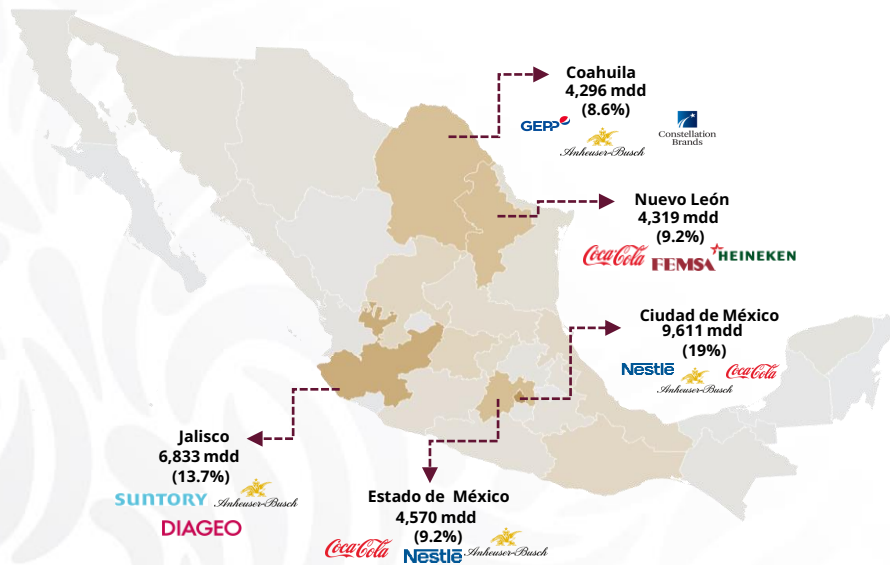 Coahuila
4,296 mdd
(8.6%)
GEPP
Anheuser-Busch
Constellation
Brands
Nuevo León
4,319 mdd
(9.2%)
Coca-Cola FEMSA HEINEKEN
Ciudad de México
9,611 mdd
(19%)
Nestlé Anheuser-Busch Coca-Cola
Jalisco
6,833 mdd
(13.7%)
SUNTORY Anheuser-Busch
DIAGEO
Estado de México
4,570 mdd
(9.2%)
Coca-Cola Nestlé Anheuser-Busch